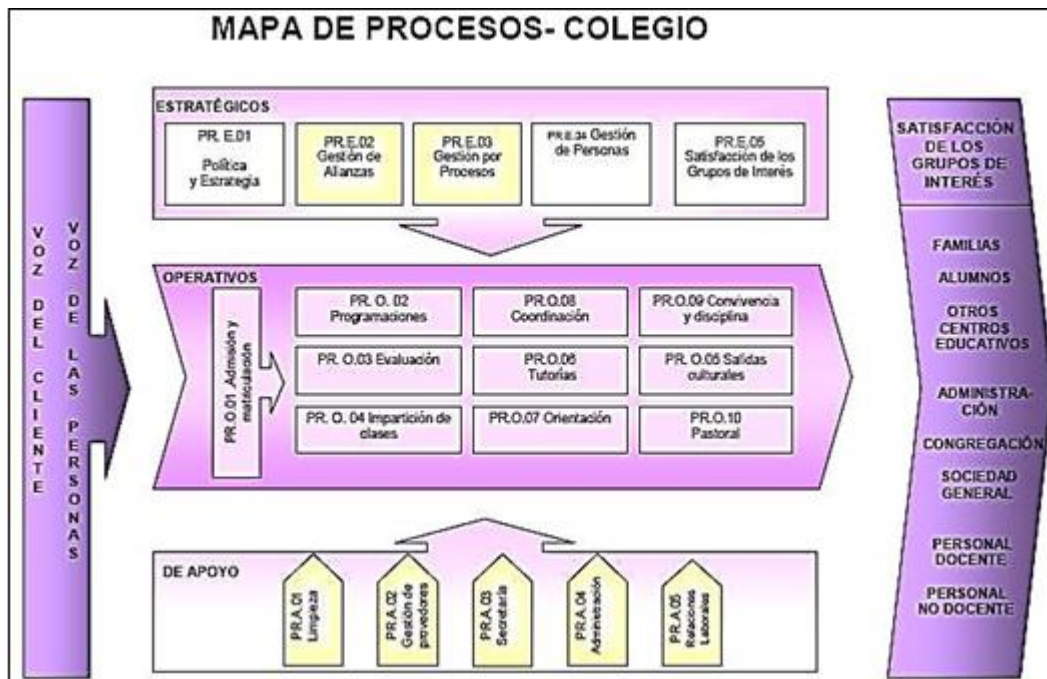 MAPA DE PROCESOS- COLEGIO
VOZ DEL CLIENTE
VOZ DE LAS PERSONAS
ESTRATÉGICOS
PR. E.01
Política
y Estrategia
PR.E.02
Gestión de
Alianzas
PR.E.03
Gestion por
Procesos
PR.E.04 Gestión
de Personas
PR.E.05
Satisfacción de los
Grupos de Interés
OPERATIVOS
PR.O.01 .Admisión y
matriculación
PR. O. 02
Programaciones
PR.O.08
Coordinación
PR.O.09 Convivencia
y disciplina
PR. O.03 Evaluación
PR.O.06
Tutorías
PR. O.05 Salidas
culturales
PR. O. 04 Impartición de
clases
PR.O.07 Orientación
PR.O.10
Pastoral
DE APOYO
PR.A.01
Limpieza
PR.A.02
Gestión de
provedores
PR.A.03
Secretaría
PR.A.04
Administración
PR.A.05
Relaciones
Laborales
SATISFACCIÓN
DE LOS
GRUPOS DE
INTERÉS
FAMILIAS
ALUMNOS
OTROS
CENTROS
EDUCATIVOS
ADMINISTRA-
CIÓN
CONGREGACIÓN
SOCIEDAD
GENERAL
PERSONAL
DOCENTE
PERSONAL
NO DOCENTE